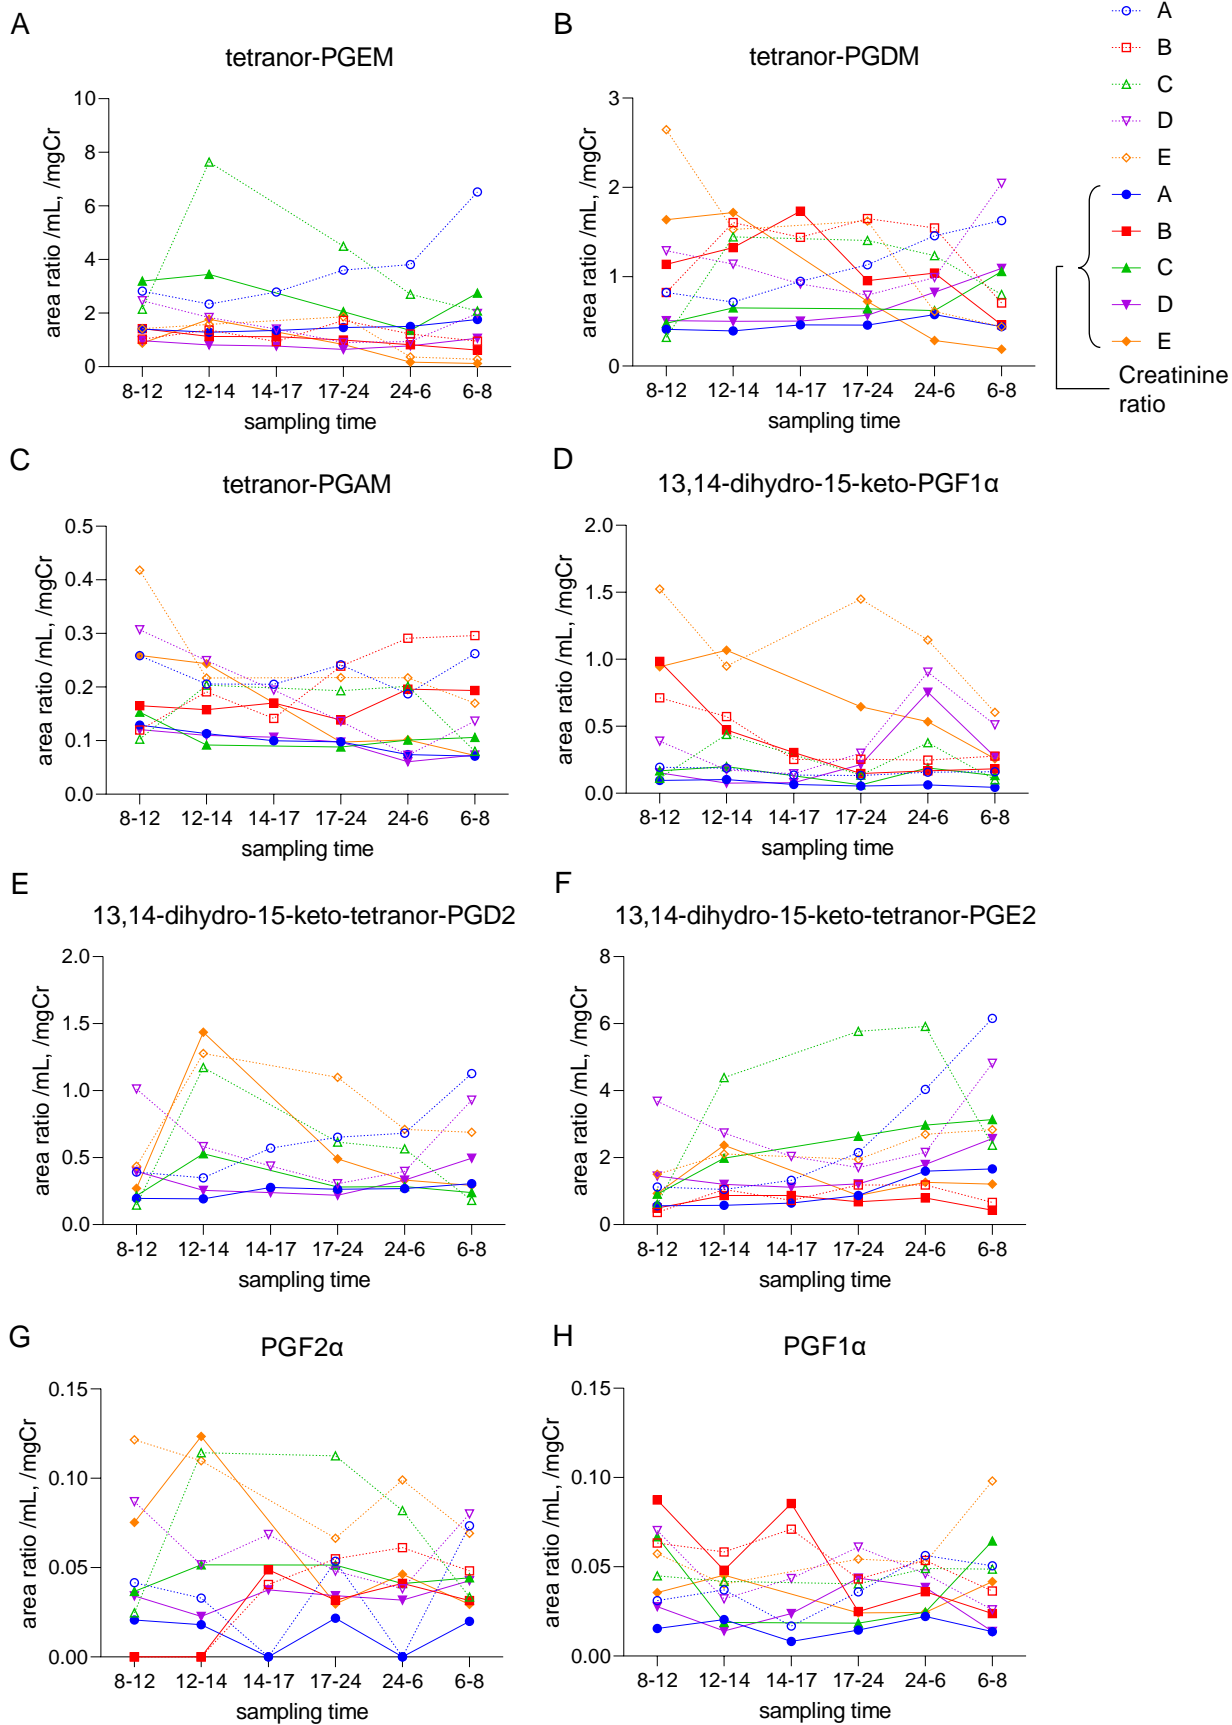 A
tetranor-PGEM
area ratio /mL, /mgCr
10
8
6
4
2
0
8-12 12-14 14-17 17-24 24-6 6-8
sampling time
B
tetranor-PGDM
area ratio /mL, /mgCr
3
2
1
0
8-12 12-14 14-17 17-24 24-6 6-8
sampling time
A
B
C
D
E
A
B
C
D
E
Creatinine
ratio
C
tetranor-PGAM
area ratio /mL, /mgCr
0.5
0.4
0.3
0.2
0.1
0.0
8-12 12-14 14-17 17-24 24-6 6-8
sampling time
D
13,14-dihydro-15-keto-PGF1α
area ratio /mL, /mgCr
2.0
1.5
1.0
0.5
0.0
8-12 12-14 14-17 17-24 24-6 6-8
sampling time
E
13,14-dihydro-15-keto-tetranor-PGD2
area ratio /mL, /mgCr
2.0
1.5
1.0
0.5
0.0
8-12 12-14 14-17 17-24 24-6 6-8
sampling time
F
13,14-dihydro-15-keto-tetranor-PGE2
area ratio /mL, /mgCr
8
6
4
2
0
8-12 12-14 14-17 17-24 24-6 6-8
sampling time
G
PGF2α
area ratio /mL, /mgCr
0.15
0.10
0.05
0.00
8-12 12-14 14-17 17-24 24-6 6-8
sampling time
H
PGF1α
area ratio /mL, /mgCr
0.15
0.10
0.05
0.00
8-12 12-14 14-17 17-24 24-6 6-8
sampling time